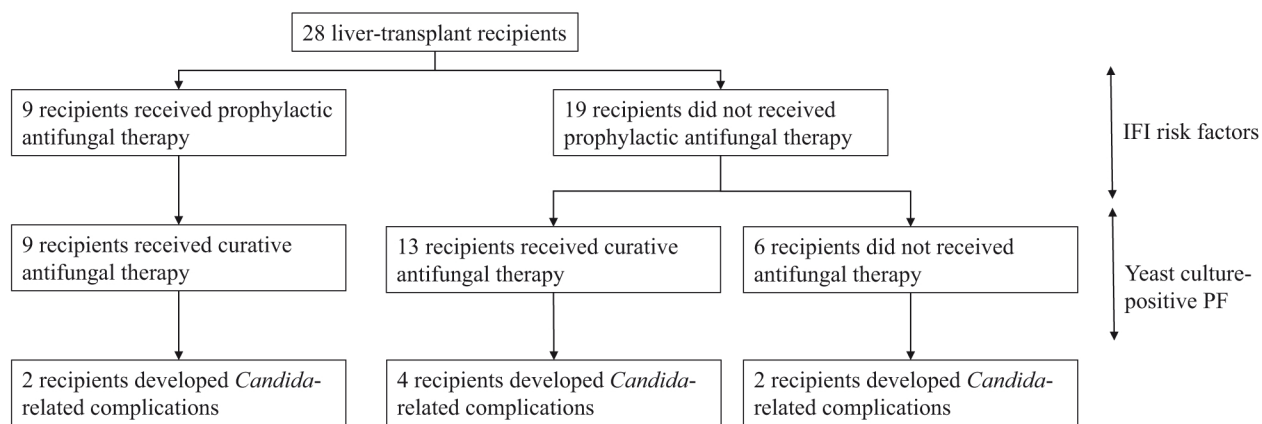 28 liver-transplant recipients
9 recipients received prophylactic
antifungal therapy
19 recipients did not received
prophylactic antifungal therapy
IFI risk factors
9 recipients received curative
antifungal therapy
13 recipients received curative
antifungal therapy
6 recipients did not received
antifungal therapy
Yeast culture-
positive PF
2 recipients developed Candida-
related complications
4 recipients developed Candida-
related complications
2 recipients developed Candida-
related complications